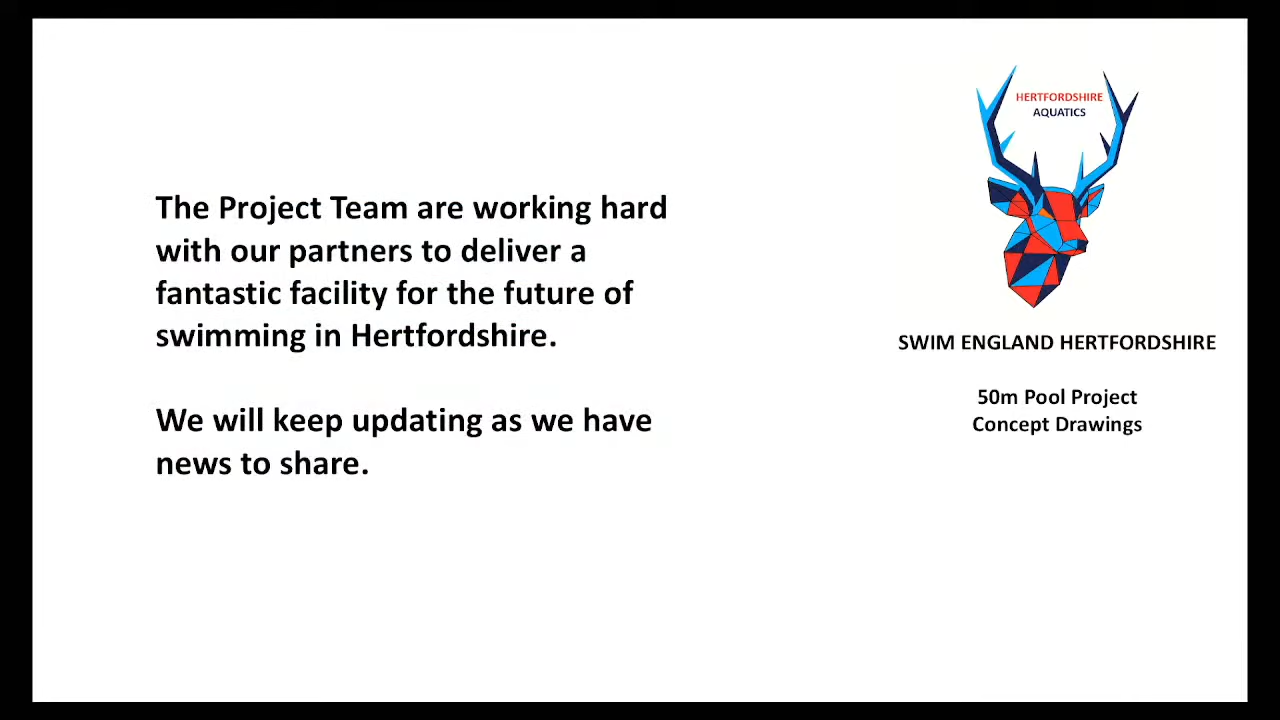 The Project Team are working hard
with our partners to deliver a
fantastic facility for the future of
swimming in Hertfordshire.
We will keep updating as we have
news to share.
HERTFORDSHIRE
AQUATICS
SWIM ENGLAND HERTFORDSHIRE
50m Pool Project
Concept Drawings